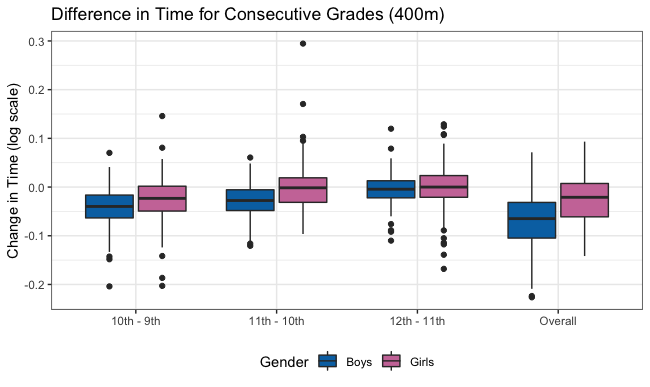 Difference in Time for Consecutive Grades (400m)
Change in Time (log scale)
0.3
0.2
0.1
0.0
-0.1
-0.2
10th - 9th
11th - 10th
12th - 11th
Overall
Gender
Boys
Girls